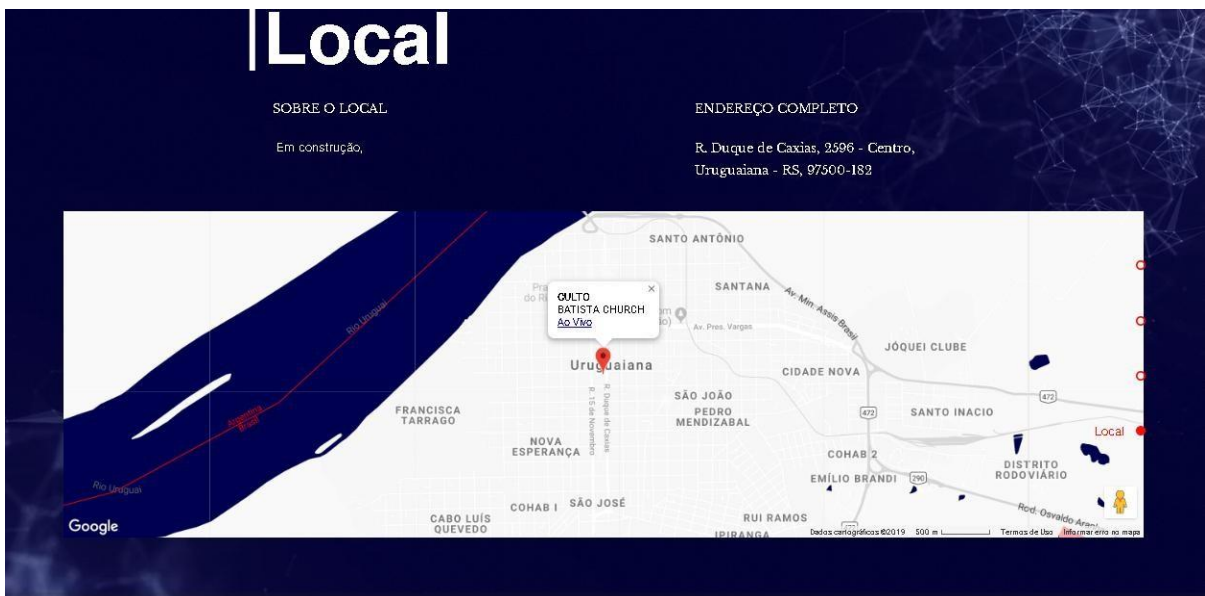 Local
SOBRE O LOCAL
Em construção,
ENDEREÇO COMPLETO
R. Duque de Caxias, 2596 - Centro,
Uruguaiana - RS, 97500-182
SANTO ANTÔNIO
SANTANA
Av. Min. Assis Brasil
CULTO
BATISTA CHURCH
Ao Vivo
Rio Uruguai
Av. Pres. Vargas
JÓQUEI CLUBE
Uruguaiana
CIDADE NOVA
SÃO JOÃO
PEDRO
MENDIZABAL
R. 15 de Novembro
R. Duque de Caxias
FRANCISCA
TARRAGO
Argentina
Brasil
472
472
SANTO INACIO
Local
NOVA
ESPERANÇA
COHAB 2
DISTRITO
RODOVIÁRIO
EMÍLIO BRANDI
290
Rio Uruguai
COHAB I
SÃO JOSÉ
CABO LUÍS
QUEVEDO
RUI RAMOS
IPIRANGA
Rod. Osvaldo
Google
Dados cartográficos ©2019
500 m
Termos de Uso
Informar erro no mapa